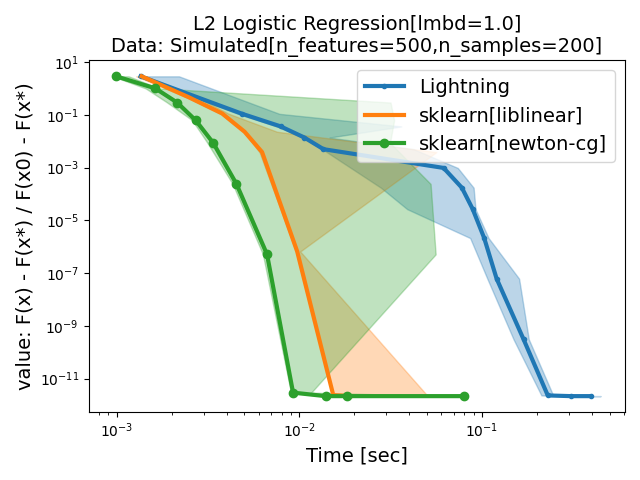 L2 Logistic Regression[lmbd=1.0]
Data: Simulated[n_features=500,n_samples=200]
value: F(x) - F(x*) / F(x0) - F(x*)
10¹
10⁻¹
10⁻³
10⁻⁵
10⁻⁷
10⁻⁹
10⁻¹¹
Lightning
sklearn[liblinear]
sklearn[newton-cg]
10⁻³ 10⁻² 10⁻¹
Time [sec]